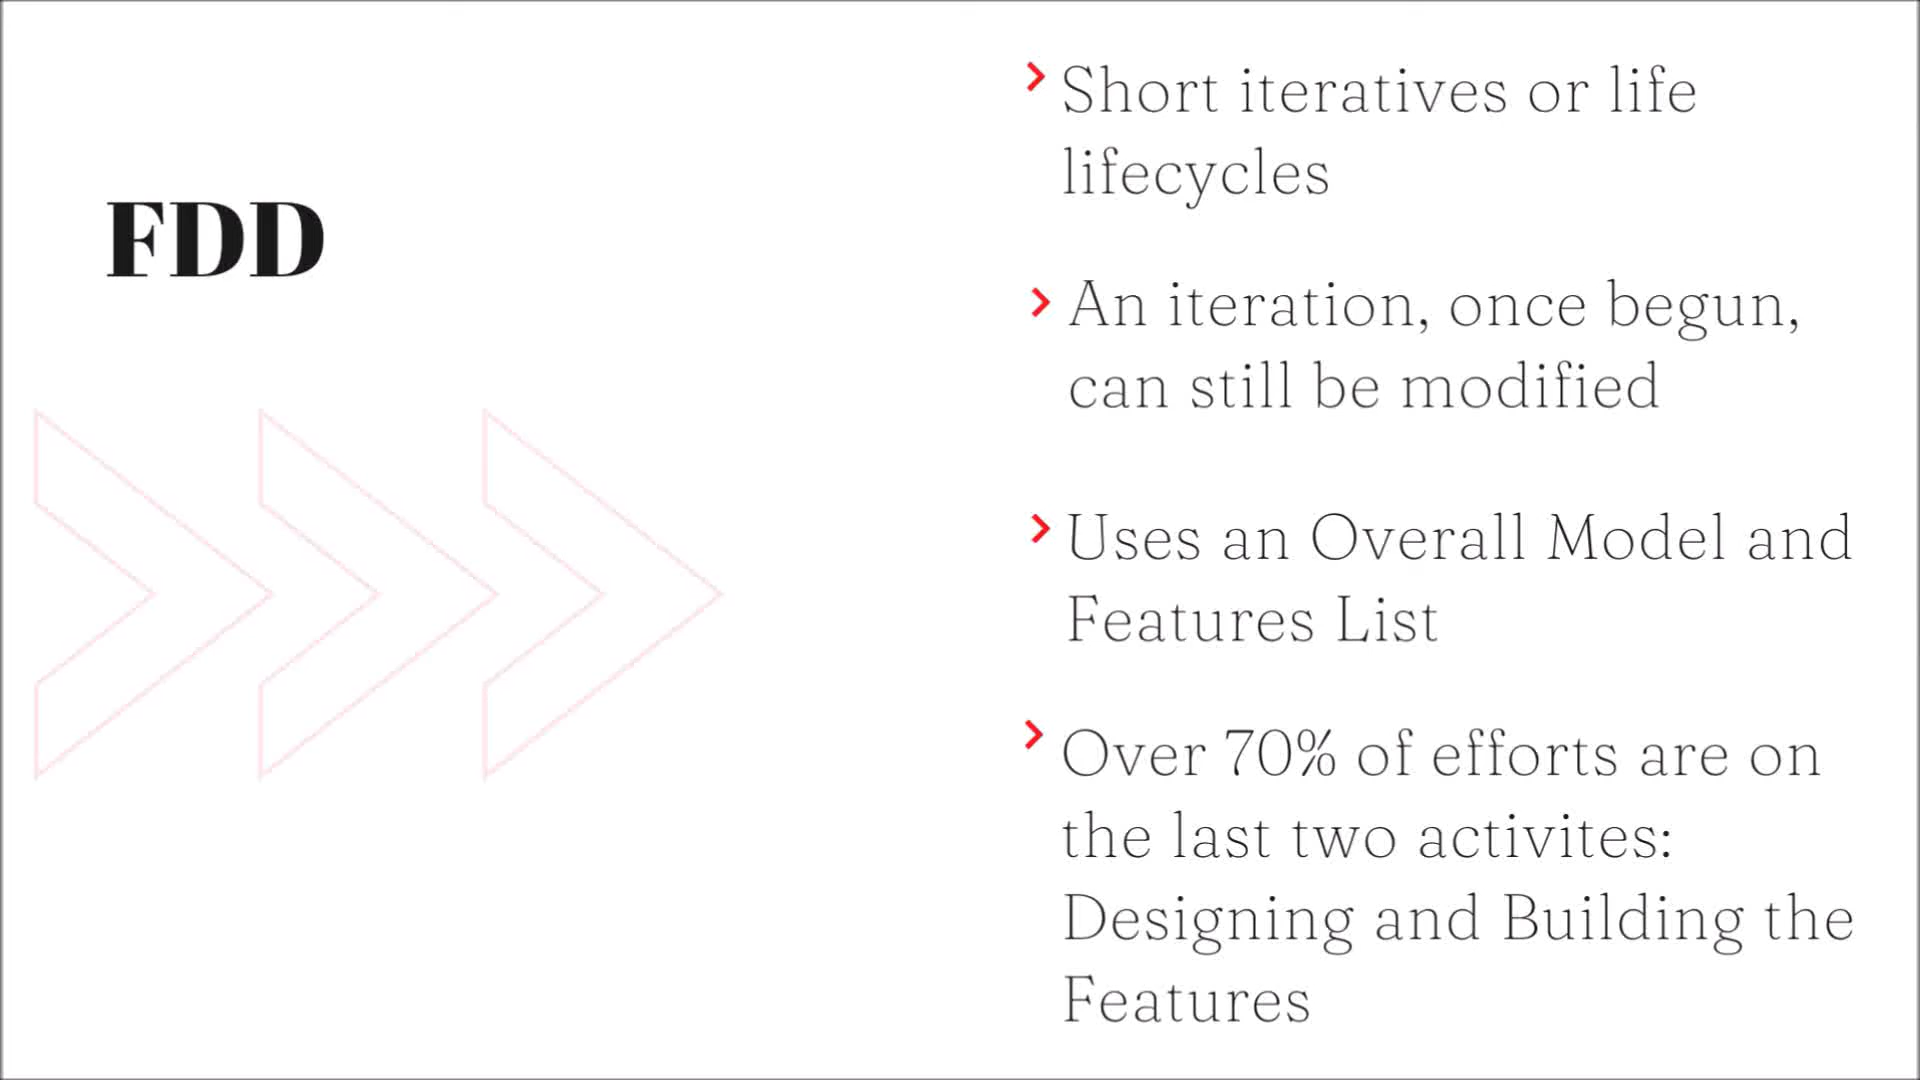 FDD
Short iteratives or life
lifecycles
An iteration, once begun,
can still be modified
Uses an Overall Model and
Features List
Over 70% of efforts are on
the last two activites:
Designing and Building the
Features